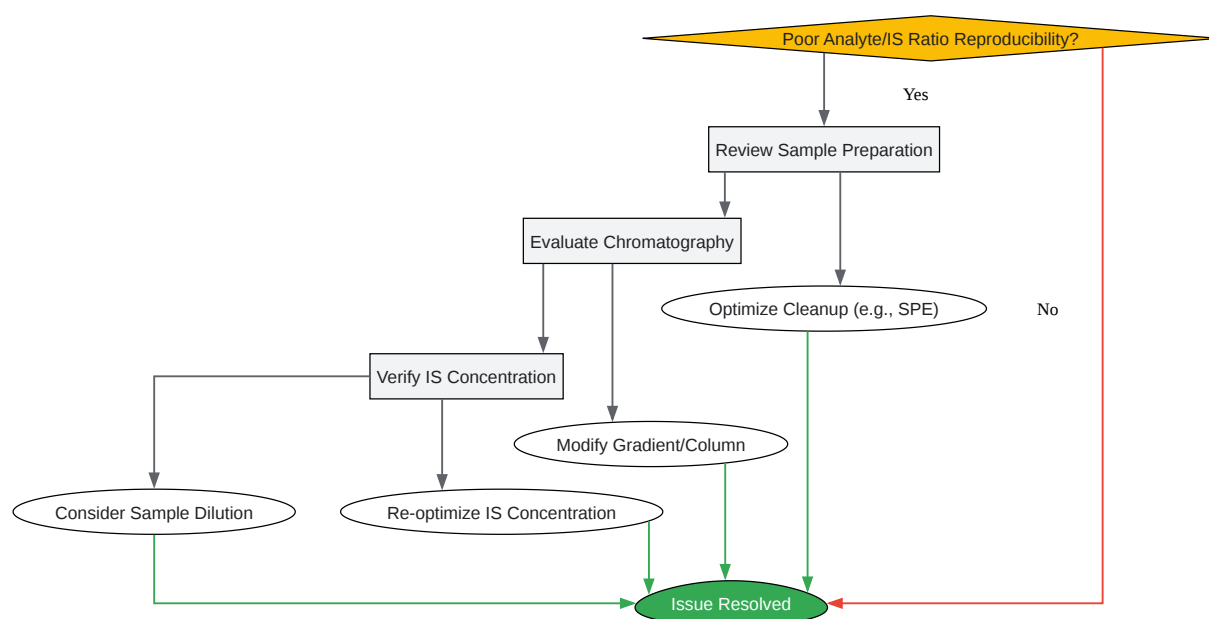 Poor Analyte/IS Ratio Reproducibility?
Yes
Review Sample Preparation
Evaluate Chromatography
Optimize Cleanup (e.g., SPE)
No
Verify IS Concentration
Modify Gradient/Column
Consider Sample Dilution
Re-optimize IS Concentration
Issue Resolved